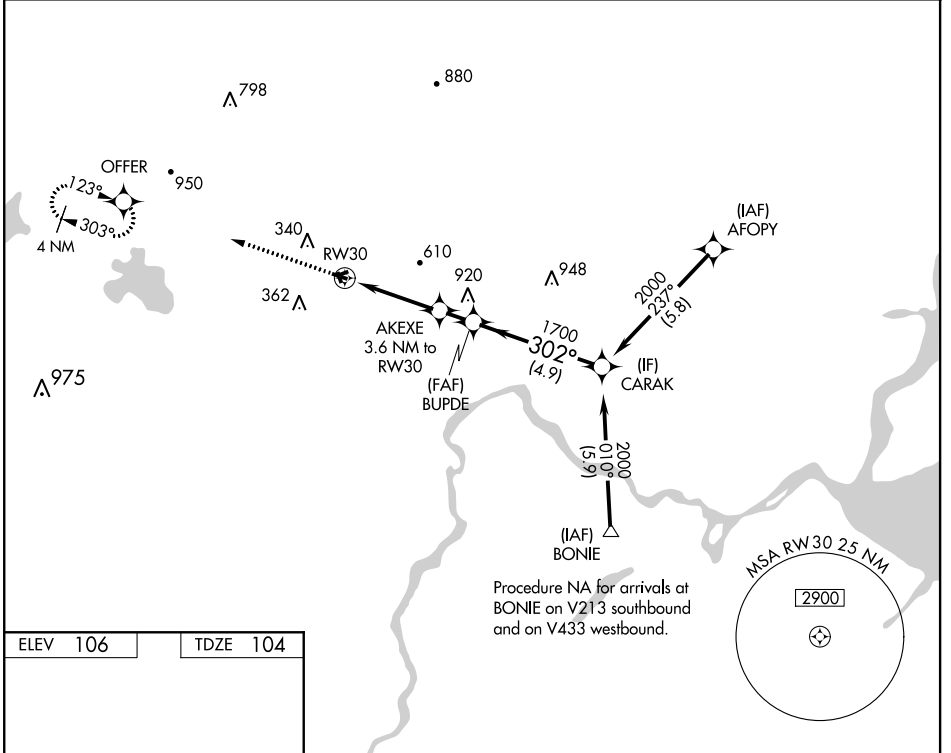 798
880
OFFER
950
123°
303°
4 NM
340
RW30
362
610
920
948
(IAF)
AFOPY
2000
237°
(5.8)
AKEXE
3.6 NM to
RW30
(FAF)
BUPDE
1700
302°
(4.9)
(IF)
CARAK
975
2000
010°
(5.9)
(IAF)
BONIE
Procedure NA for arrivals at
BONIE on V213 southbound
and on V433 westbound.
MSA RW30 25 NM
2900
ELEV 106
TDZE 104